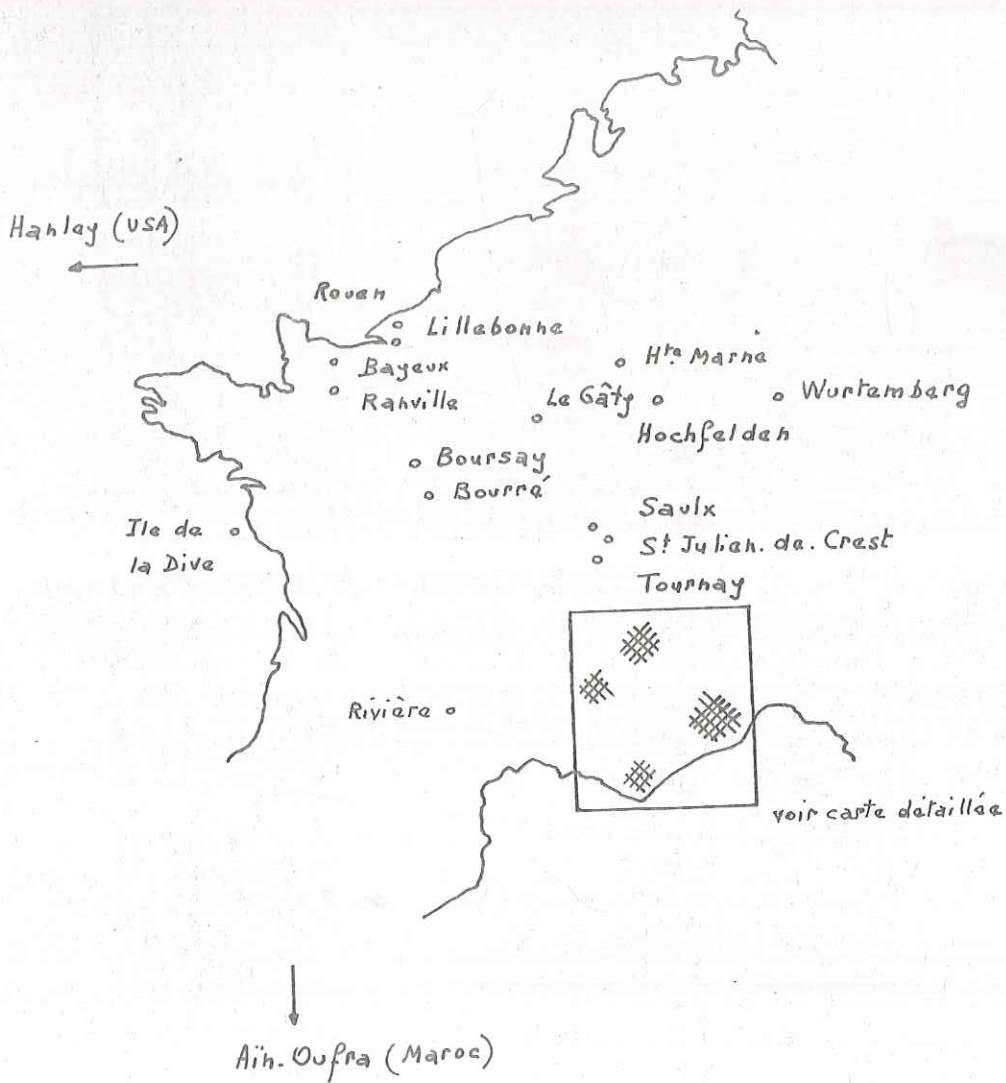 Hanlay (USA)
Rouen
Lillebonne
Bayeux
Ranville
Hte Marne
Le Gâty
Wurtemberg
Hochfelden
Boursay
Bourré
Ile de
la Dive
Saulx
St Julien. de. Crest
Tournay
Rivière
voir carte détaillée
Aïn. Oufra (Maroc)